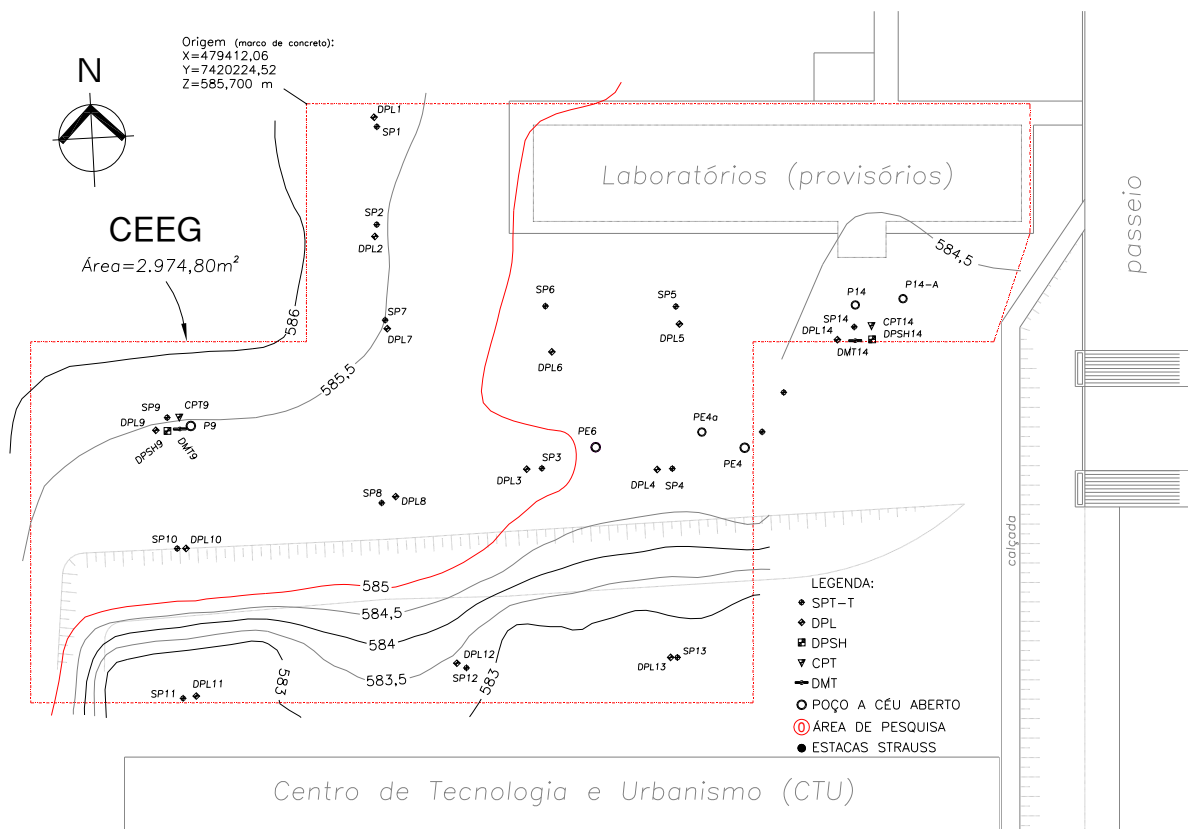 Origem (marco de concreto):
X=479412,06
Y=7420224,52
Z=585,700 m
N
CEEG
Área=2.974,80m²
DPL1
SP1
SP2
DPL2
Laboratórios (provisórios)
passeio
584,5
SP6
SP5
P14
P14-A
586
SP7
DPL7
DPL5
SP14
CPT14
DPL14
DPSH14
DMT14
DPL6
585,5
SP9
CPT9
DPL9
P9
DPSH9
DMT9
PE6
PE4a
PE4
DPL3
SP3
DPL4
SP4
SP8
DPL8
SP10
DPL10
calçada
585
584,5
584
583,5
583
583
DPL12
SP12
DPL13
SP13
SP11
DPL11
LEGENDA:
SPT-T
DPL
DPSH
CPT
DMT
POÇO A CÉU ABERTO
0 ÁREA DE PESQUISA
ESTACAS STRAUSS
Centro de Tecnologia e Urbanismo (CTU)